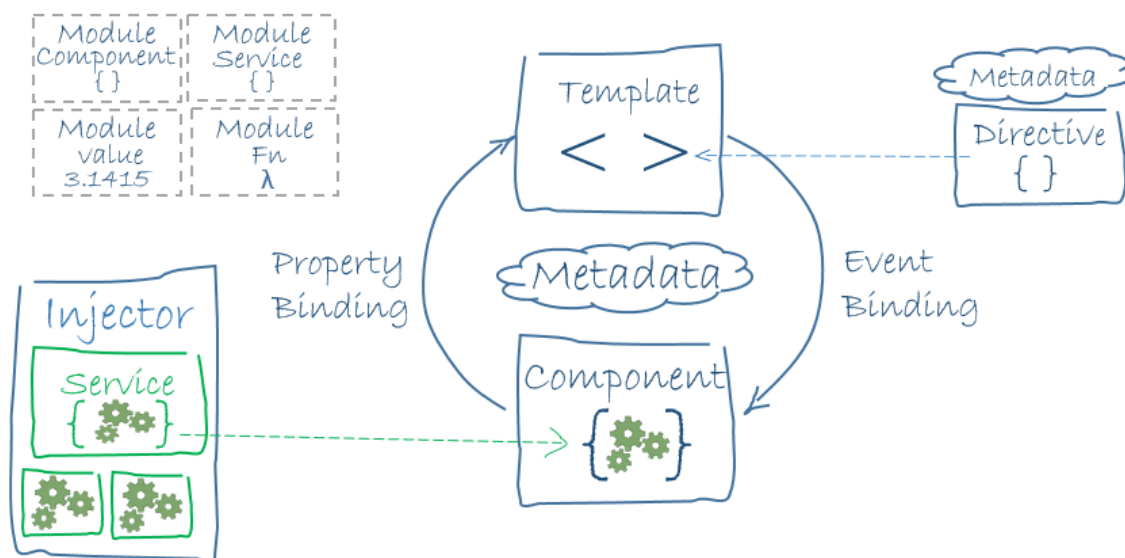 Module
Component
{ }
Module
Service
{ }
Module
value
3.1415
Module
Fn
λ
Template
< >
Metadata
Directive
{ }
Property
Binding
Metadata
Event
Binding
Injector
Service
{ }
Component
{ }